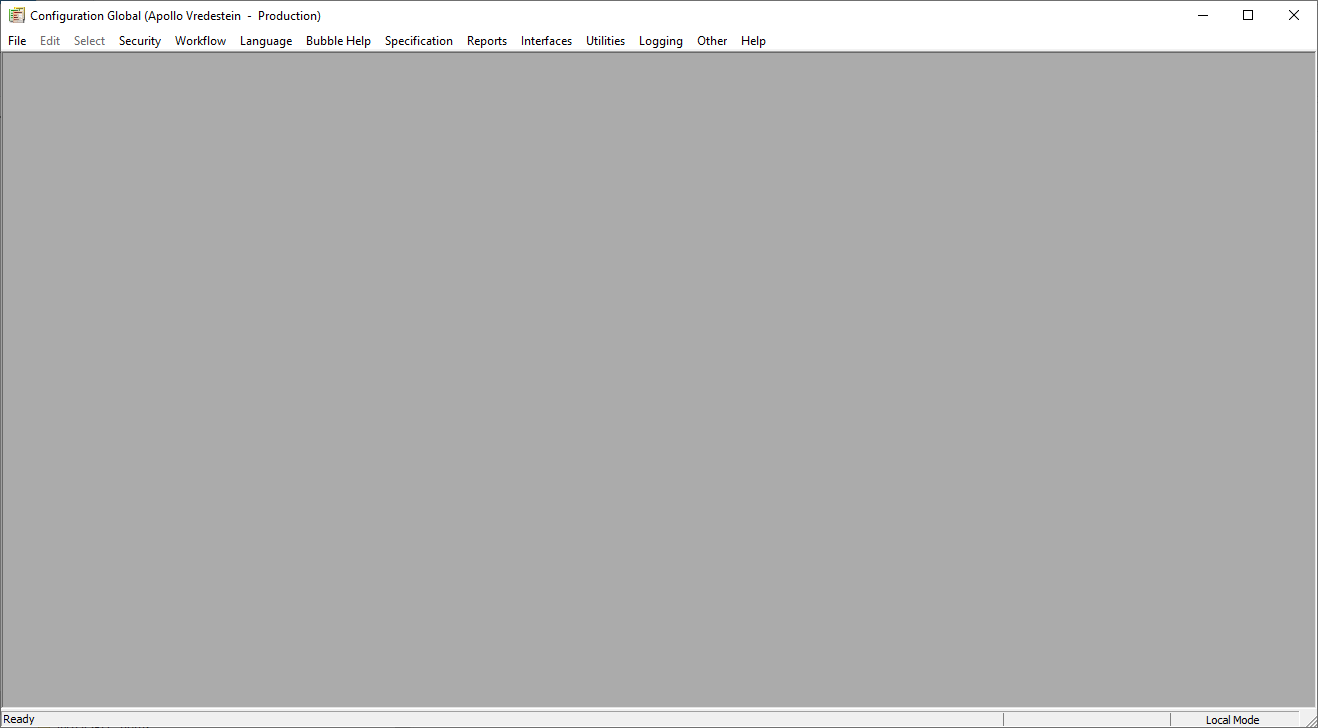 Configuration Global (Apollo Vredestein - Production)
File Edit Select Security Workflow Language Bubble Help Specification Reports Interfaces Utilities Logging Other Help
Ready Local Mode